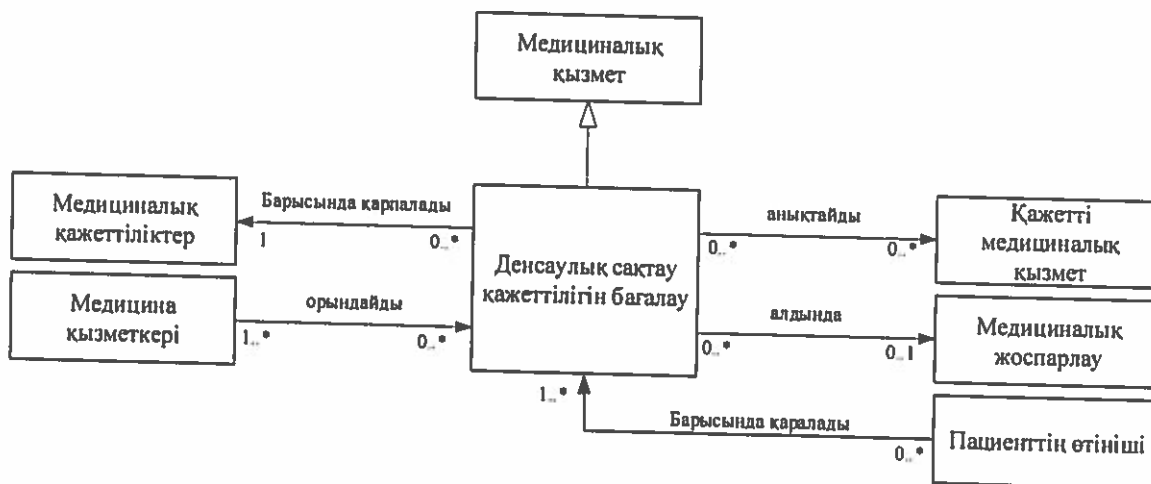 Медициналық
қызмет
Медициналық
қажеттіліктер
Барысында қарпалады
1
0..*
Денсаулық сақтау
қажеттілігін бағалау
анықтайды
0..*
0..*
Қажетті
медициналық
қызмет
Медицина
қызметкері
орындайды
1..*
0..*
алдында
0..*
0..1
Медициналық
жоспарлау
1..*
Барысында қаралады
0..*
Пациенттің өтініші